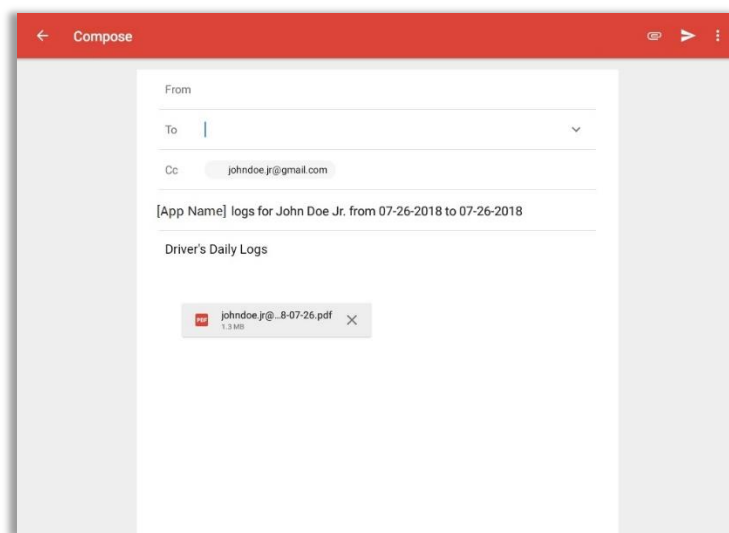 Compose
From
To
Cc johndoe.jr@gmail.com
[App Name] logs for John Doe Jr. from 07-26-2018 to 07-26-2018
Driver's Daily Logs
PDF johndoe.jr@...8-07-26.pdf
1.3 MB